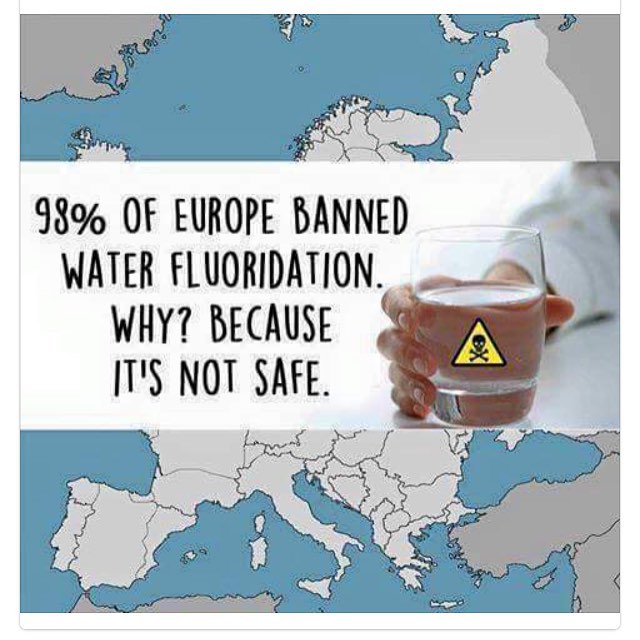 98% OF EUROPE BANNED
WATER FLUORIDATION.
WHY? BECAUSE
IT'S NOT SAFE.